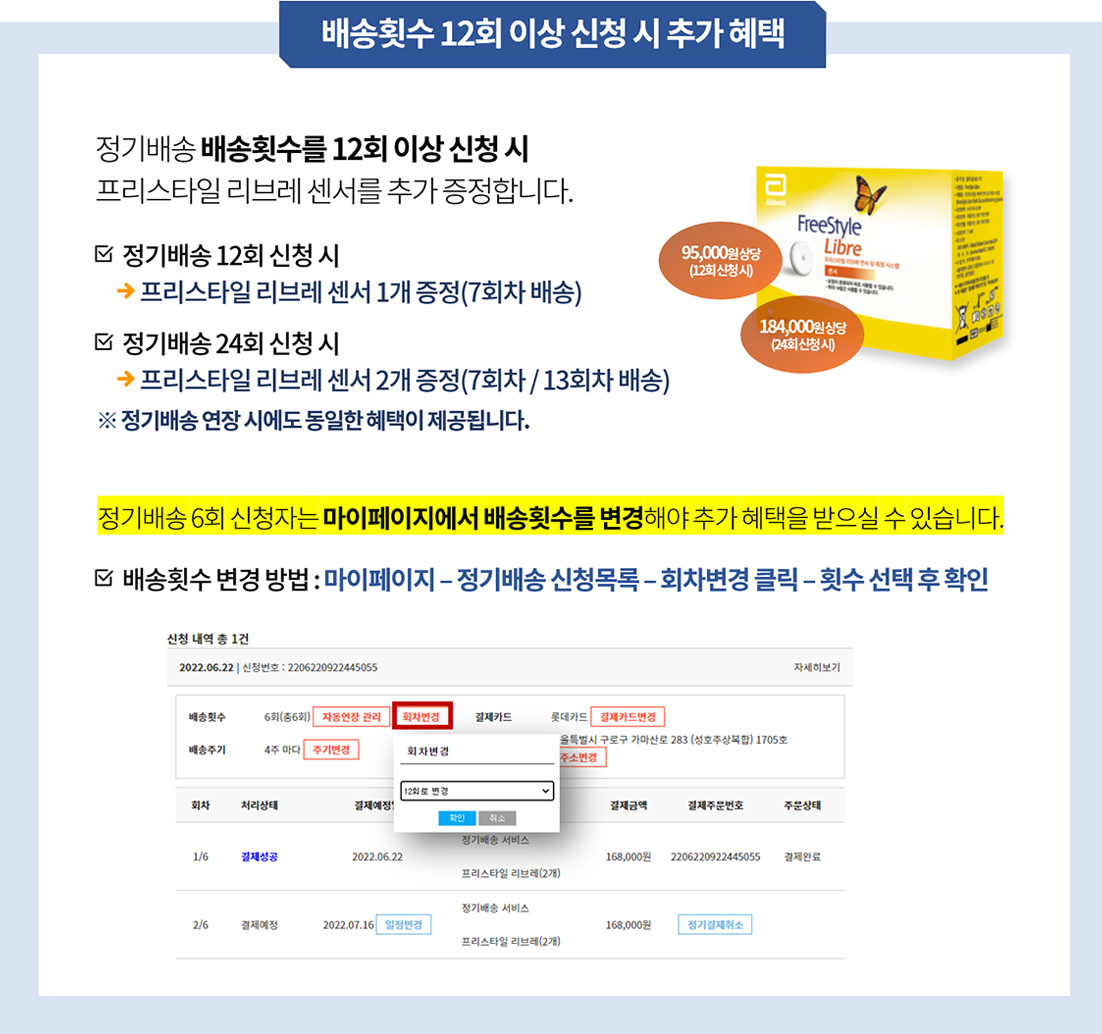 배송횟수 12회 이상 신청 시 추가 혜택
정기배송 배송횟수를 12회 이상 신청 시
프리스타일 리브레 센서를 추가 증정합니다.
정기배송 12회 신청 시
→ 프리스타일 리브레 센서 1개 증정(7회차 배송)
정기배송 24회 신청 시
→ 프리스타일 리브레 센서 2개 증정(7회차 / 13회차 배송)
※ 정기배송 연장 시에도 동일한 혜택이 제공됩니다.
Abbott
FreeStyle
Libre
프리스타일 리브레 연속 당 측정 시스템
센서
95,000원 상당
(12회 신청 시)
184,000원 상당
(24회 신청 시)
정기배송 6회 신청자는 마이페이지에서 배송횟수를 변경해야 추가 혜택을 받으실 수 있습니다.
배송횟수 변경 방법 : 마이페이지 – 정기배송 신청목록 – 회차변경 클릭 – 횟수 선택 후 확인
신청 내역 총 1건
2022.06.22 | 신청번호 : 2206220922445055 자세히보기
배송횟수 6회(총6회) 자동연장 관리 회차변경 결제카드 롯데카드 결제카드변경
배송주기 4주 마다 주기변경 울특별시 구로구 가마산로 283 (성호주상복합) 1705호
주소변경
회차변경
12회로 변경
확인 취소
회차 처리상태 결제예정 결제금액 결제주문번호 주문상태
1/6 결제성공 2022.06.22 정기배송 서비스 168,000원 2206220922445055 결제완료
프리스타일 리브레(2개)
2/6 결제예정 2022.07.16 일정변경 정기배송 서비스 168,000원 정기결제취소
프리스타일 리브레(2개)